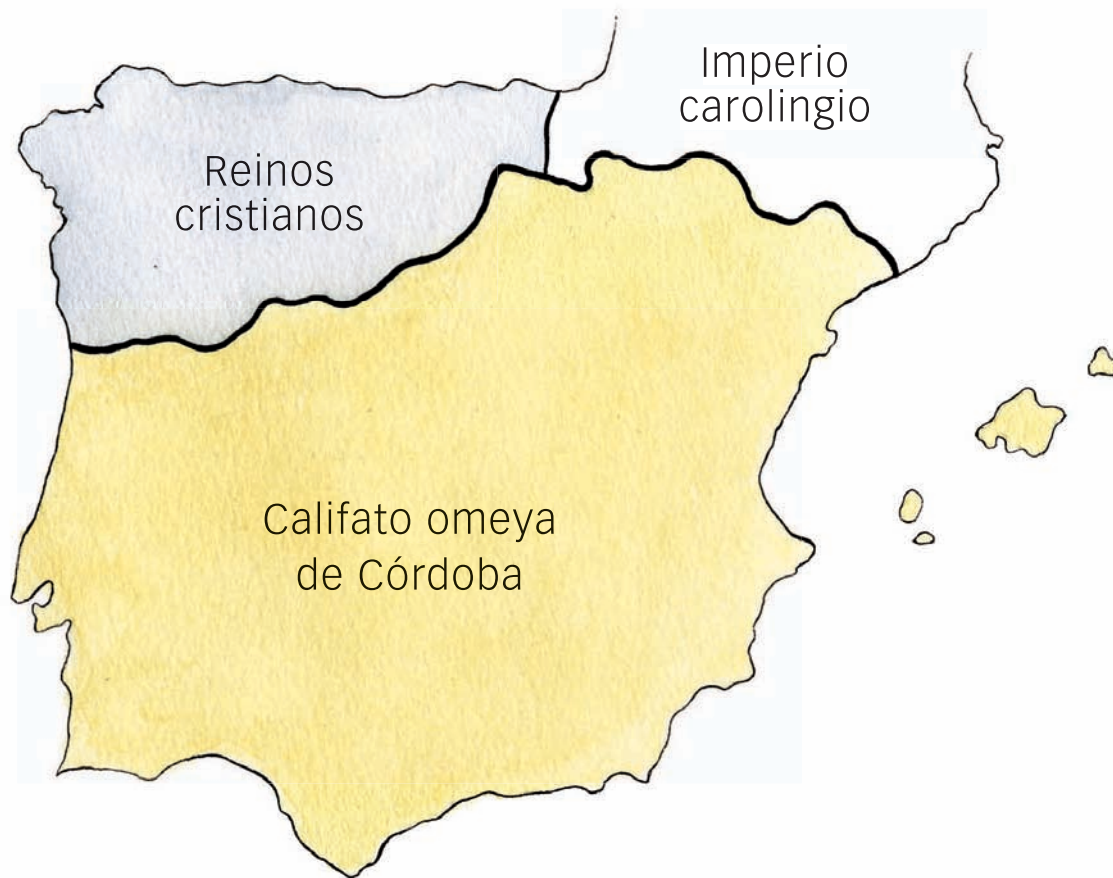 Imperio
carolingio
Reinos
cristianos
Califato omeya
de Córdoba